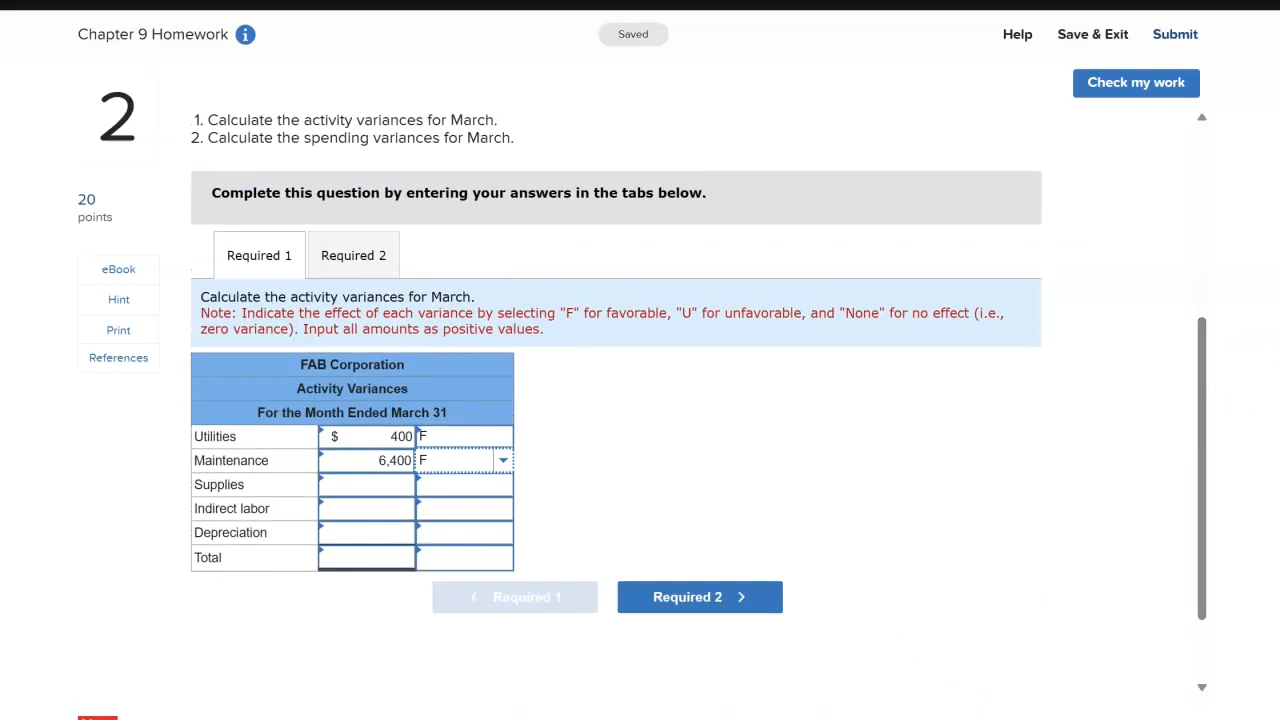 Chapter 9 Homework i
Saved
Help Save & Exit Submit
Check my work
2
20
points
eBook
Hint
Print
References
1. Calculate the activity variances for March.
2. Calculate the spending variances for March.
Complete this question by entering your answers in the tabs below.
Required 1 Required 2
Calculate the activity variances for March.
Note: Indicate the effect of each variance by selecting "F" for favorable, "U" for unfavorable, and "None" for no effect (i.e.,
zero variance). Input all amounts as positive values.
FAB Corporation
Activity Variances
For the Month Ended March 31
Utilities $ 400 F
Maintenance 6,400 F
Supplies
Indirect labor
Depreciation
Total
< Required 1 Required 2 >